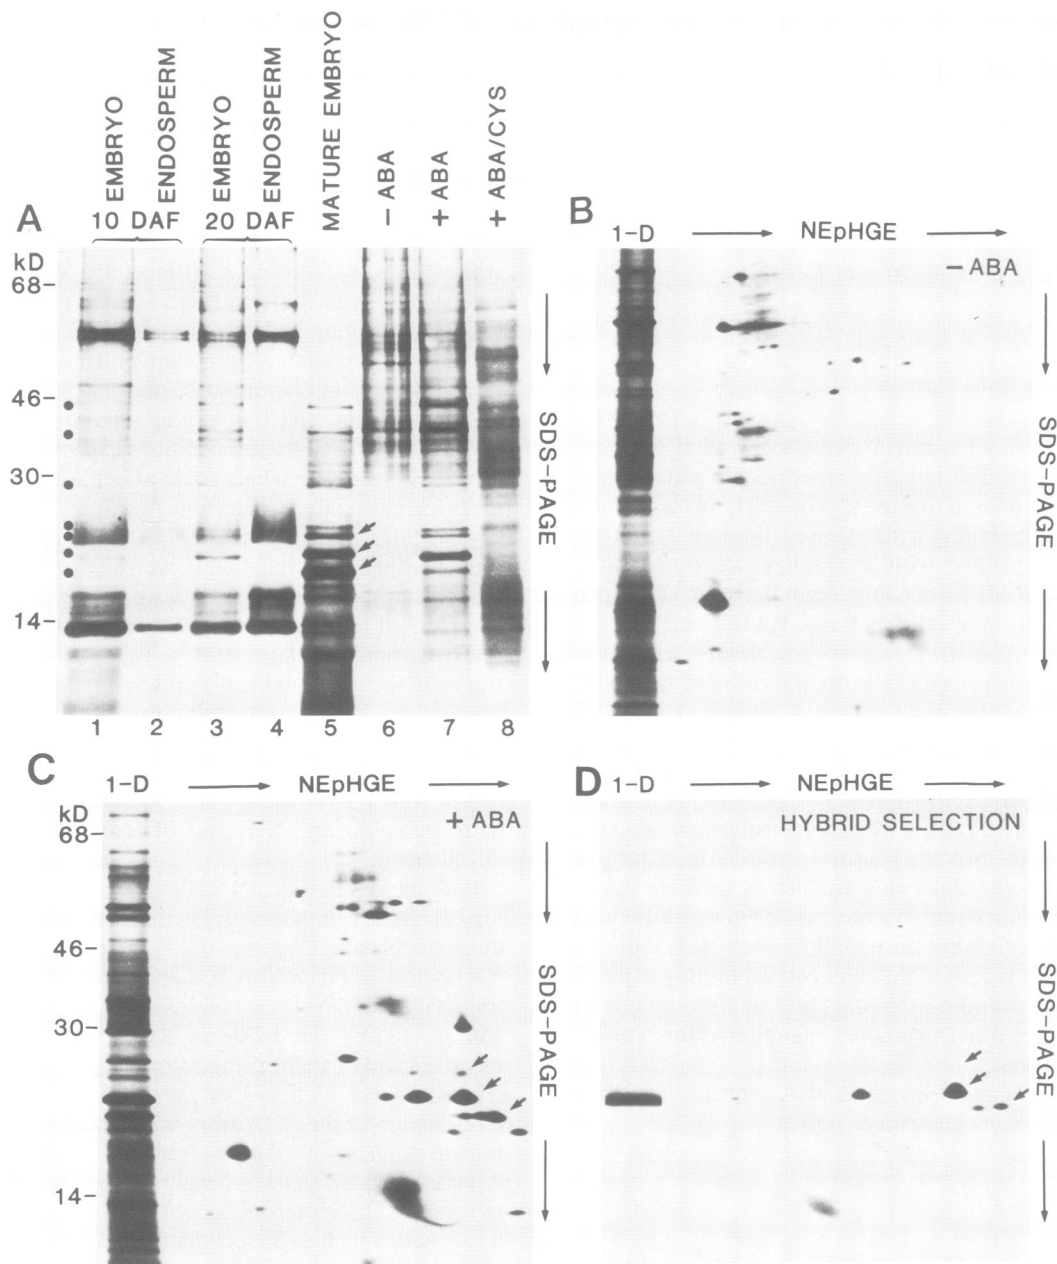 A
EMBRYO
ENDOSPERM
EMBRYO
ENDOSPERM
MATURE EMBRYO
− ABA
+ ABA
+ ABA/CYS
10 DAF 20 DAF
kD
68
46
30
14
1 2 3 4 5 6 7 8
SDS–PAGE
B
1-D NEpHGE
− ABA
SDS–PAGE
C
1-D NEpHGE
+ ABA
kD
68
46
30
14
SDS–PAGE
D
1-D NEpHGE
HYBRID SELECTION
SDS–PAGE